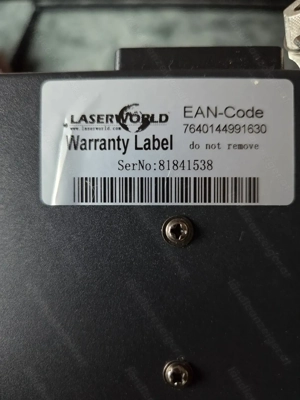 LASERWORLD
www.laserworld.com
Warranty Label
SerNo:81841538
EAN-Code
7640144991630
do not remove